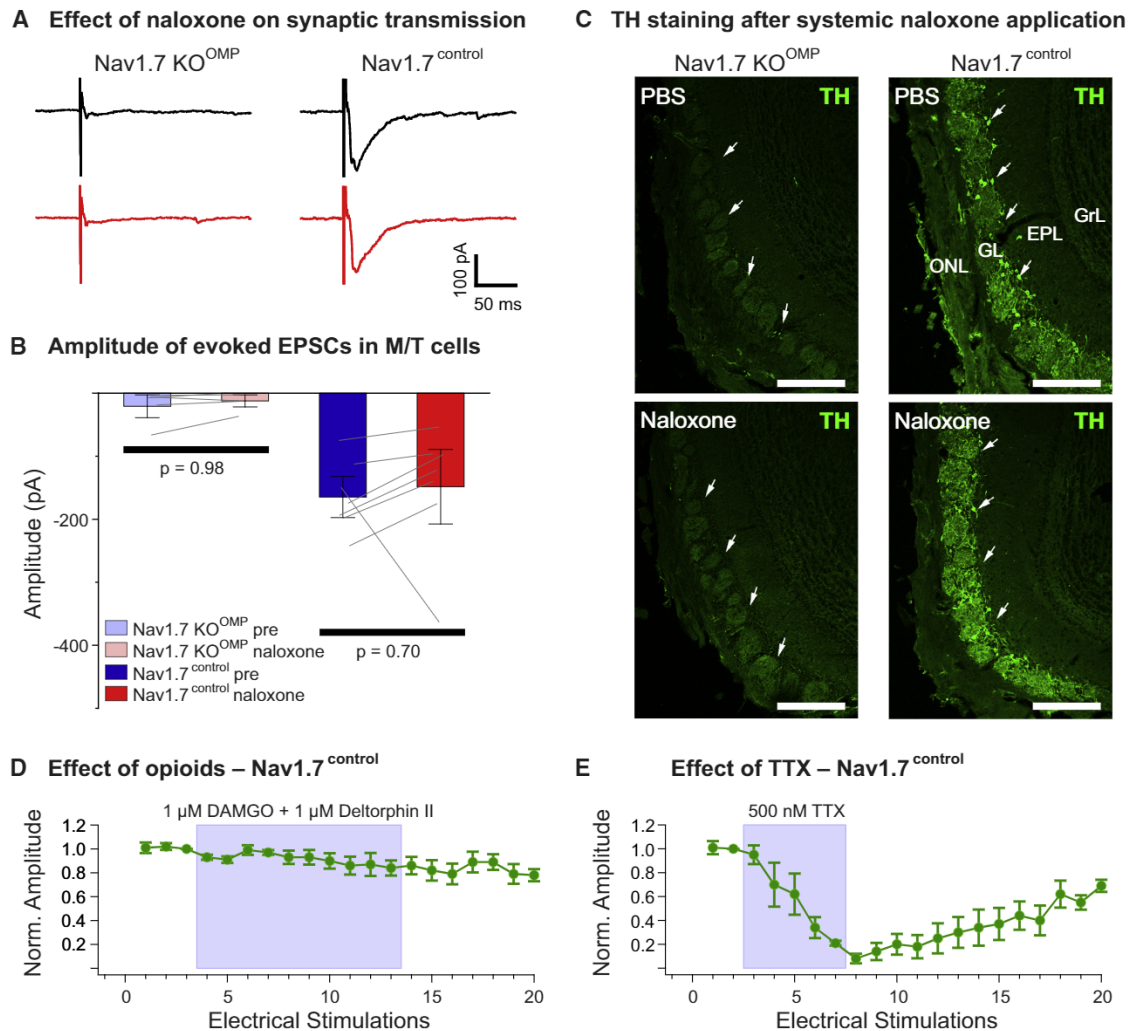 A Effect of naloxone on synaptic transmission
Nav1.7 KO^OMP
Nav1.7^control
100 pA
50 ms
B Amplitude of evoked EPSCs in M/T cells
Amplitude (pA)
-200
-400
p = 0.98
p = 0.70
Nav1.7 KO^OMP pre
Nav1.7 KO^OMP naloxone
Nav1.7^control pre
Nav1.7^control naloxone
C TH staining after systemic naloxone application
Nav1.7 KO^OMP
Nav1.7^control
PBS TH
PBS TH
GrL
EPL
GL
ONL
Naloxone TH
Naloxone TH
D Effect of opioids – Nav1.7^control
1 µM DAMGO + 1 µM Deltorphin II
Norm. Amplitude
1.2
1.0
0.8
0.6
0.4
0.2
0 5 10 15 20
Electrical Stimulations
E Effect of TTX – Nav1.7^control
500 nM TTX
Norm. Amplitude
1.2
1.0
0.8
0.6
0.4
0.2
0 5 10 15 20
Electrical Stimulations